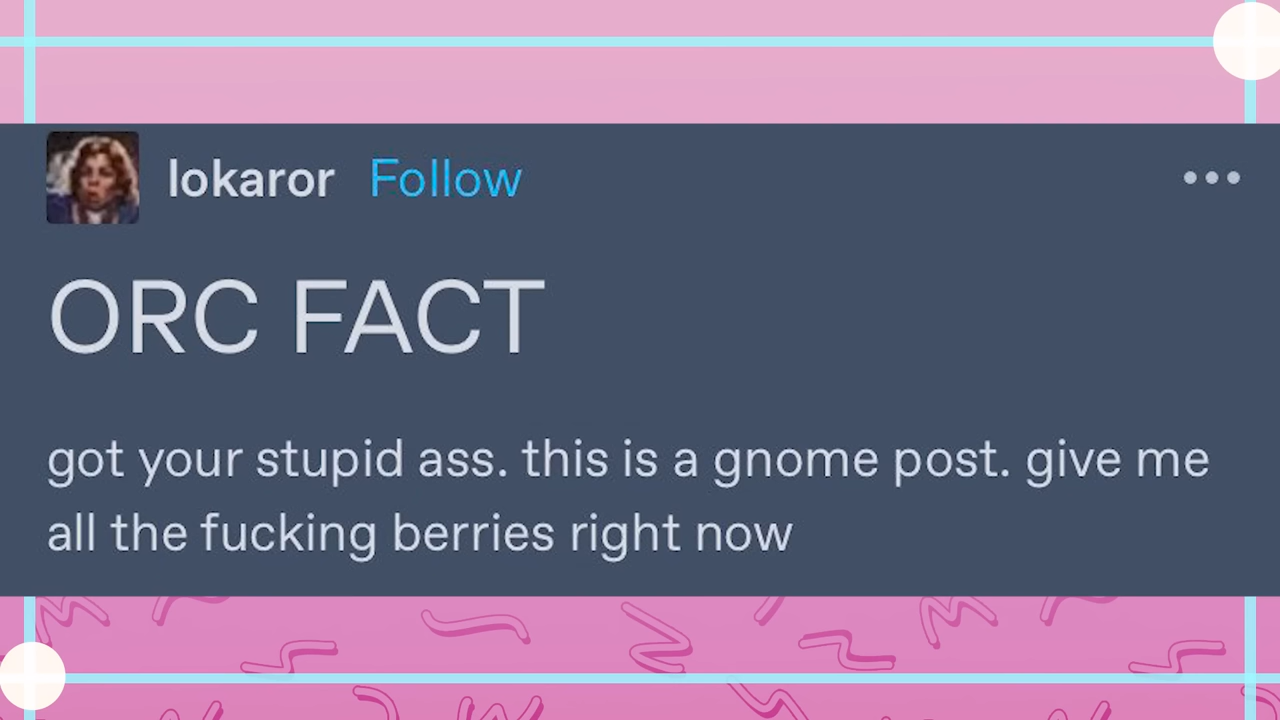 lokaror Follow
ORC FACT
got your stupid ass. this is a gnome post. give me
all the fucking berries right now